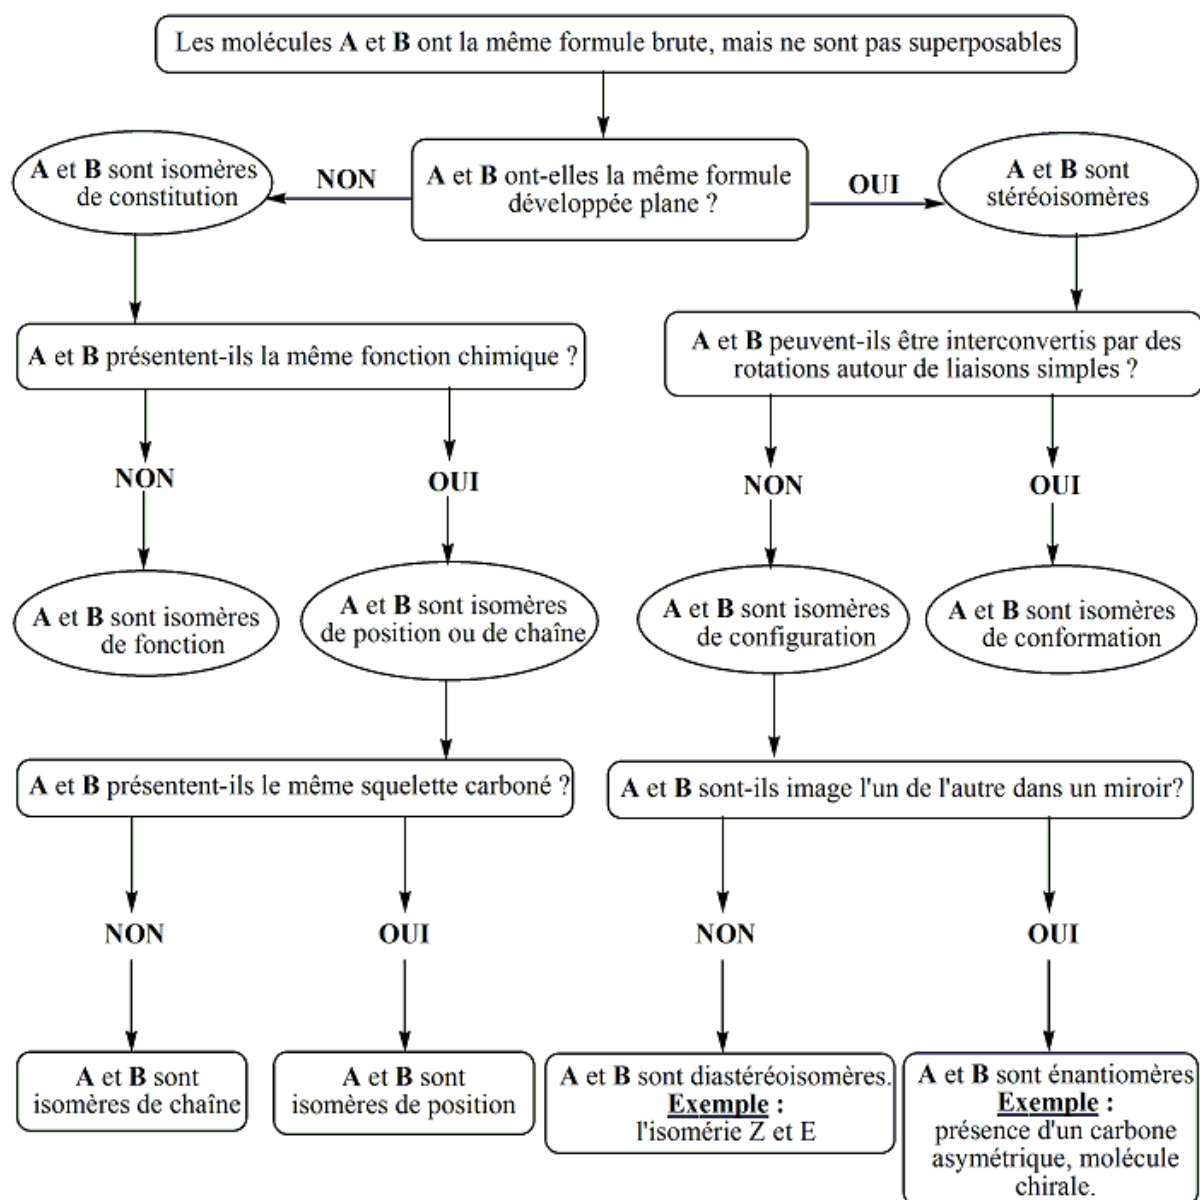 Les molécules A et B ont la même formule brute, mais ne sont pas superposables
A et B sont isomères
de constitution
NON
A et B ont-elles la même formule
développée plane ?
OUI
A et B sont
stéréoisomères
A et B présentent-ils la même fonction chimique ?
A et B peuvent-ils être interconvertis par des
rotations autour de liaisons simples ?
NON
OUI
NON
OUI
A et B sont isomères
de fonction
A et B sont isomères
de position ou de chaîne
A et B sont isomères
de configuration
A et B sont isomères
de conformation
A et B présentent-ils le même squelette carboné ?
A et B sont-ils image l'un de l'autre dans un miroir?
NON
OUI
NON
OUI
A et B sont
isomères de chaîne
A et B sont
isomères de position
A et B sont diastéréoisomères.
Exemple :
l'isomérie Z et E
A et B sont énantiomères
Exemple :
présence d'un carbone
asymétrique, molécule
chirale.